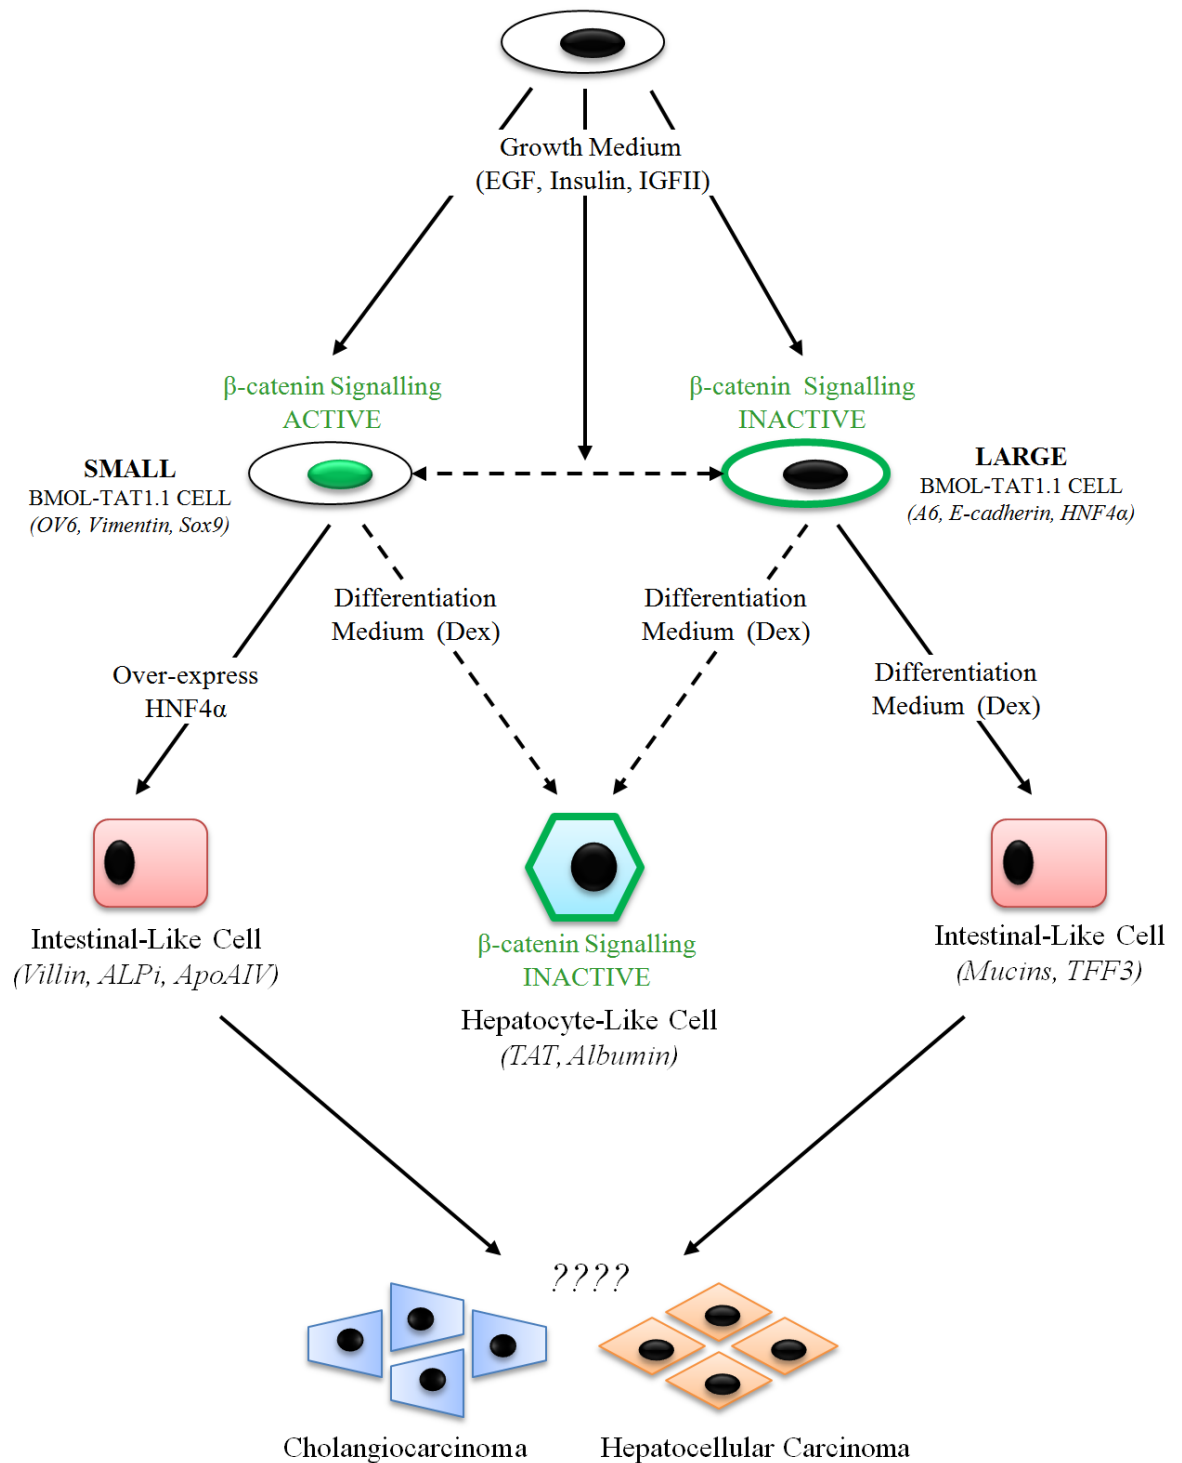 Growth Medium
(EGF, Insulin, IGFII)
β-catenin Signalling
ACTIVE
β-catenin Signalling
INACTIVE
SMALL
BMOL-TAT1.1 CELL
(OV6, Vimentin, Sox9)
LARGE
BMOL-TAT1.1 CELL
(A6, E-cadherin, HNF4α)
Differentiation
Medium (Dex)
Differentiation
Medium (Dex)
Over-express
HNF4α
Differentiation
Medium (Dex)
Intestinal-Like Cell
(Villin, ALPi, ApoAIV)
β-catenin Signalling
INACTIVE
Hepatocyte-Like Cell
(TAT, Albumin)
Intestinal-Like Cell
(Mucins, TFF3)
????
Cholangiocarcinoma
Hepatocellular Carcinoma